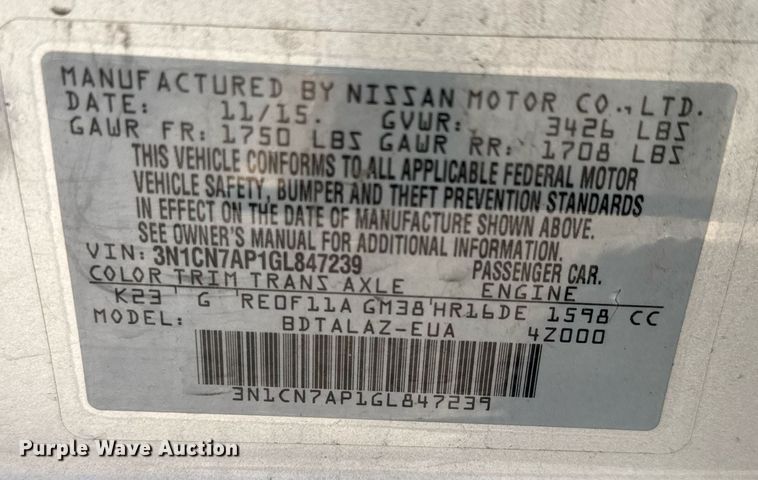 MANUFACTURED BY NISSAN MOTOR CO., LTD.
DATE: 11/15. GVWR: 3426 LBS
GAWR FR: 1750 LBS GAWR RR: 1708 LBS
THIS VEHICLE CONFORMS TO ALL APPLICABLE FEDERAL MOTOR
VEHICLE SAFETY, BUMPER AND THEFT PREVENTION STANDARDS
IN EFFECT ON THE DATE OF MANUFACTURE SHOWN ABOVE.
SEE OWNER'S MANUAL FOR ADDITIONAL INFORMATION.
VIN: 3N1CN7AP1GL847239 PASSENGER CAR.
COLOR TRIM TRANS AXLE ENGINE
K23 G RE0F11A GM38 HR16DE 1598 CC
MODEL: BDTALAZ-EUA 4Z000
3N1CN7AP1GL847239
Purple Wave Auction